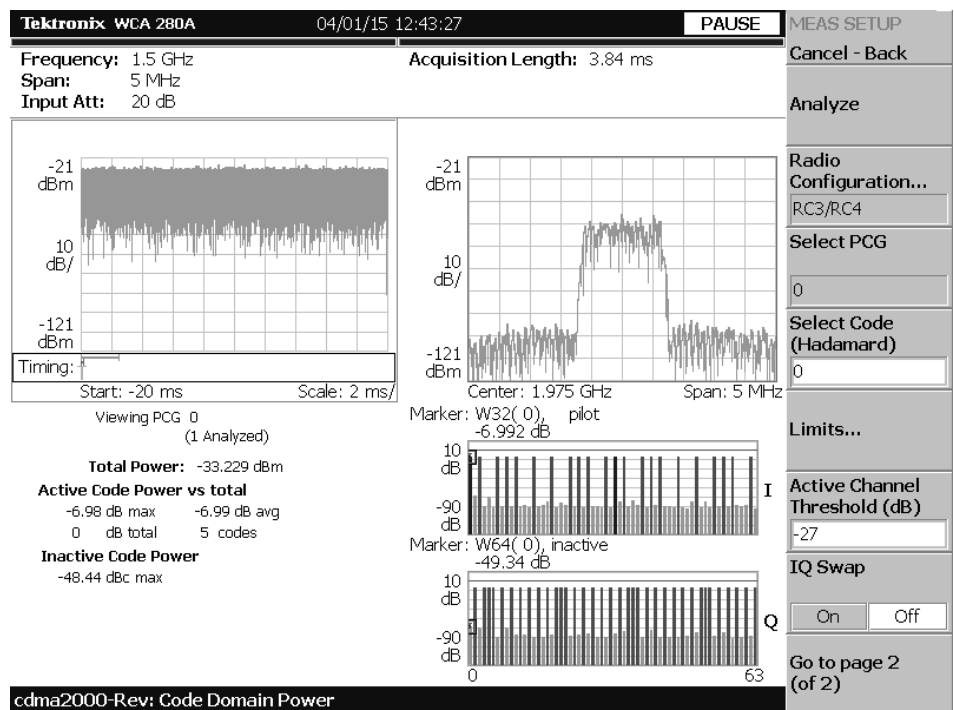 Tektronix WCA 280A 04/01/15 12:43:27 PAUSE
Frequency: 1.5 GHz
Span: 5 MHz
Input Att: 20 dB
Acquisition Length: 3.84 ms
-21
dBm
10
dB/
-121
dBm
Timing:
Start: -20 ms Scale: 2 ms/
-21
dBm
10
dB/
-121
dBm
Center: 1.975 GHz Span: 5 MHz
Viewing PCG 0
(1 Analyzed)
Total Power: -33.229 dBm
Active Code Power vs total
-6.98 dB max -6.99 dB avg
0 dB total 5 codes
Inactive Code Power
-48.44 dBc max
Marker: W32( 0), pilot
-6.992 dB
10
dB
-90
dB
I
Marker: W64( 0), inactive
-49.34 dB
10
dB
-90
dB
Q
0 63
cdma2000-Rev: Code Domain Power
MEAS SETUP
Cancel - Back
Analyze
Radio
Configuration...
RC3/RC4
Select PCG
0
Select Code
(Hadamard)
0
Limits...
Active Channel
Threshold (dB)
-27
IQ Swap
On Off
Go to page 2
(of 2)